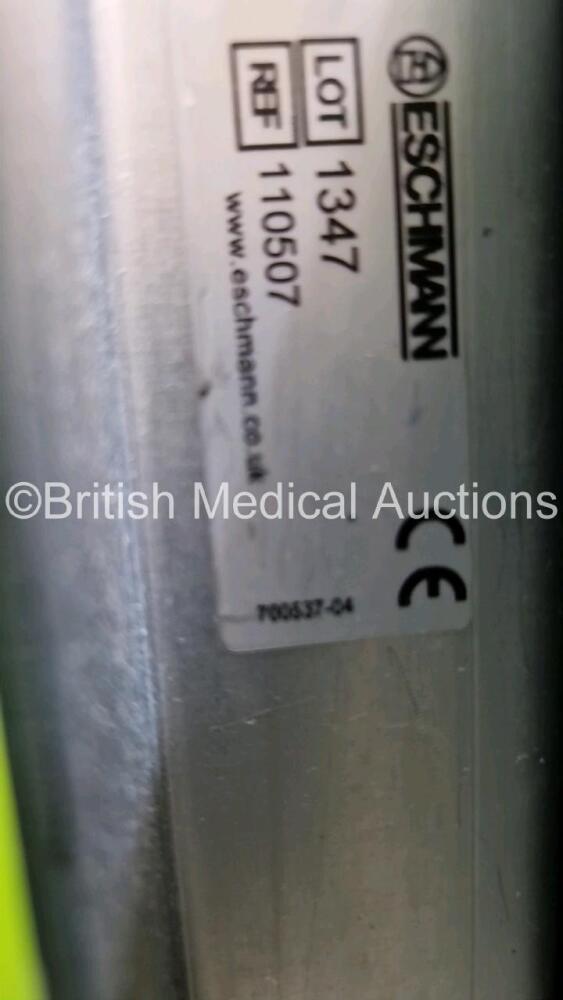 ESCHMANN
LOT 1347
REF 110507
www.eschmann.co.uk
CE
700537-04
©British Medical Auctions